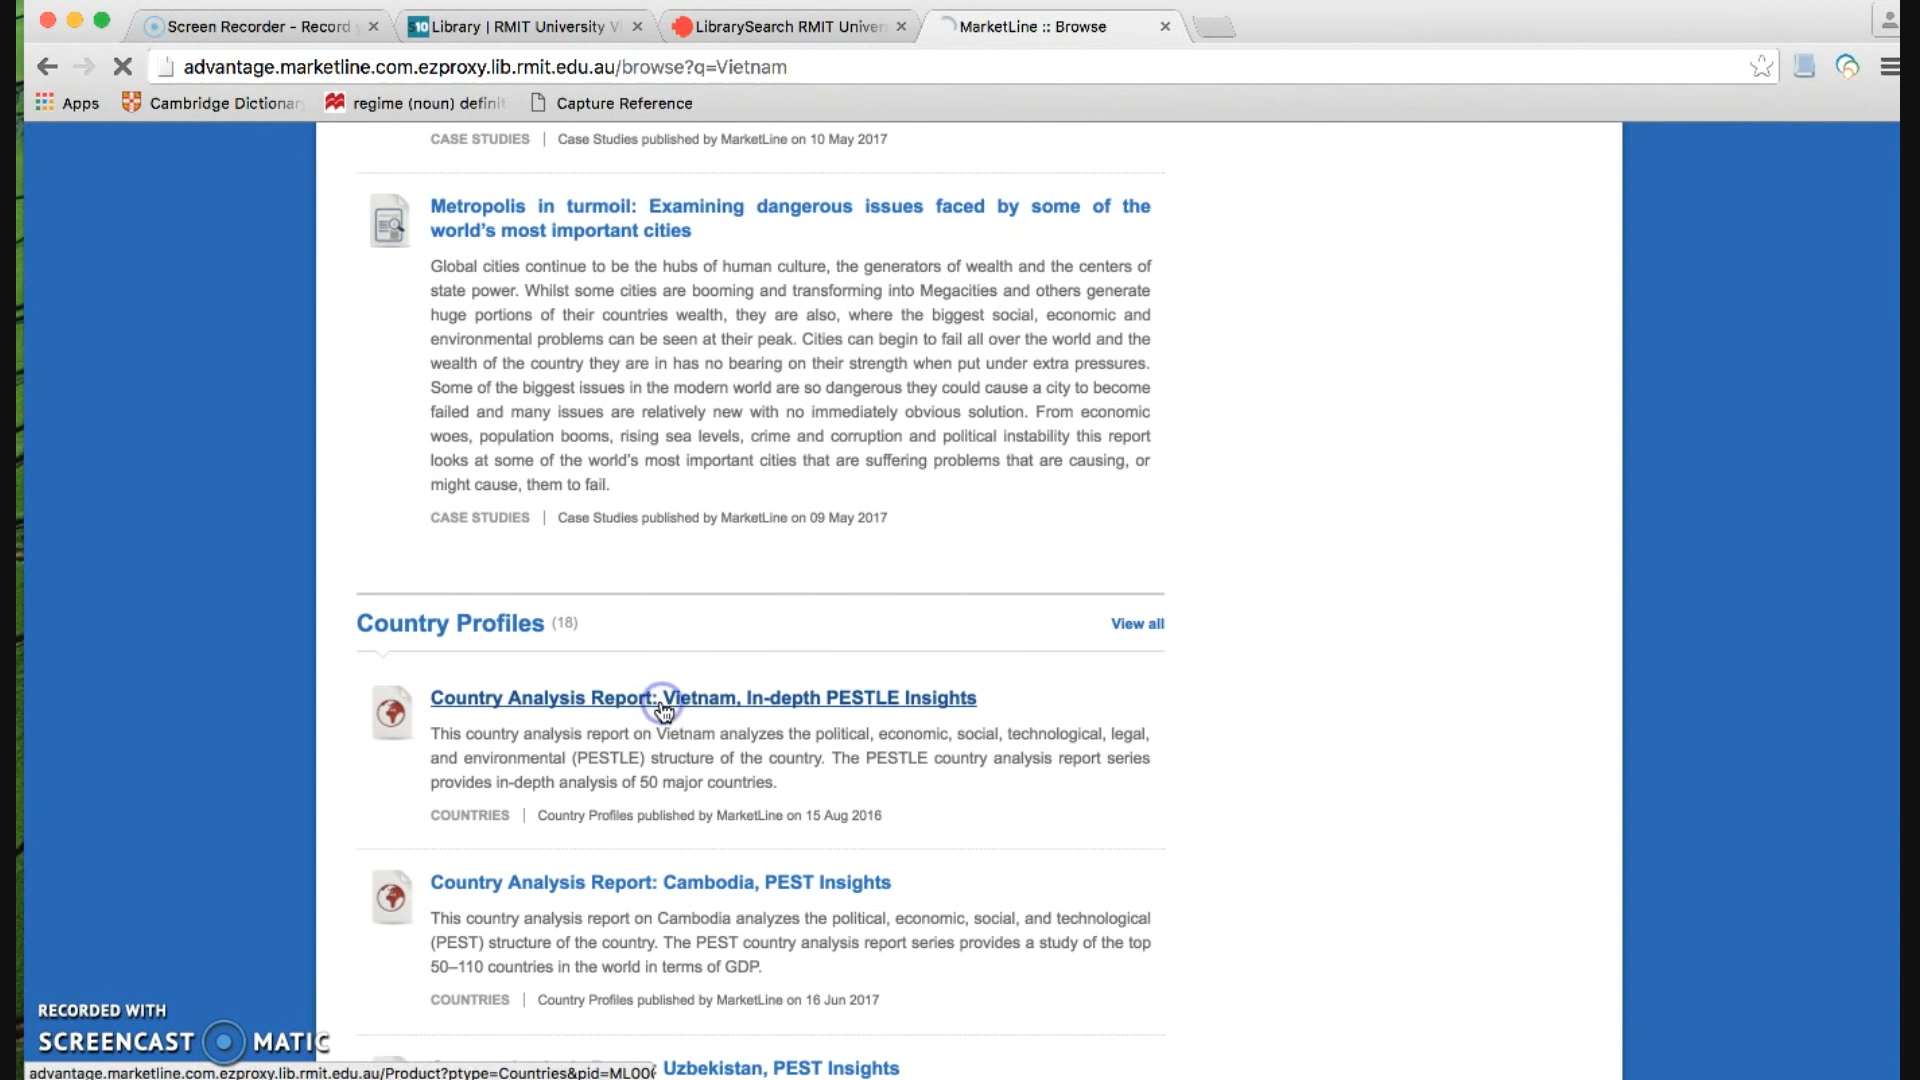 Screen Recorder - Record
Library | RMIT University Vi
LibrarySearch RMIT Univer
MarketLine :: Browse
advantage.marketline.com.ezproxy.lib.rmit.edu.au/browse?q=Vietnam
Apps
Cambridge Dictionar
regime (noun) definit
Capture Reference
CASE STUDIES | Case Studies published by MarketLine on 10 May 2017
Metropolis in turmoil: Examining dangerous issues faced by some of the
world's most important cities
Global cities continue to be the hubs of human culture, the generators of wealth and the centers of
state power. Whilst some cities are booming and transforming into Megacities and others generate
huge portions of their countries wealth, they are also, where the biggest social, economic and
environmental problems can be seen at their peak. Cities can begin to fail all over the world and the
wealth of the country they are in has no bearing on their strength when put under extra pressures.
Some of the biggest issues in the modern world are so dangerous they could cause a city to become
failed and many issues are relatively new with no immediately obvious solution. From economic
woes, population booms, rising sea levels, crime and corruption and political instability this report
looks at some of the world's most important cities that are suffering problems that are causing, or
might cause, them to fail.
CASE STUDIES | Case Studies published by MarketLine on 09 May 2017
Country Profiles (18)
View all
Country Analysis Report: Vietnam, In-depth PESTLE Insights
This country analysis report on Vietnam analyzes the political, economic, social, technological, legal,
and environmental (PESTLE) structure of the country. The PESTLE country analysis report series
provides in-depth analysis of 50 major countries.
COUNTRIES | Country Profiles published by MarketLine on 15 Aug 2016
Country Analysis Report: Cambodia, PEST Insights
This country analysis report on Cambodia analyzes the political, economic, social, and technological
(PEST) structure of the country. The PEST country analysis report series provides a study of the top
50–110 countries in the world in terms of GDP.
COUNTRIES | Country Profiles published by MarketLine on 16 Jun 2017
Uzbekistan, PEST Insights
RECORDED WITH
SCREENCAST MATIC
advantage.marketline.com.ezproxy.lib.rmit.edu.au/Product?ptype=Countries&pid=ML00